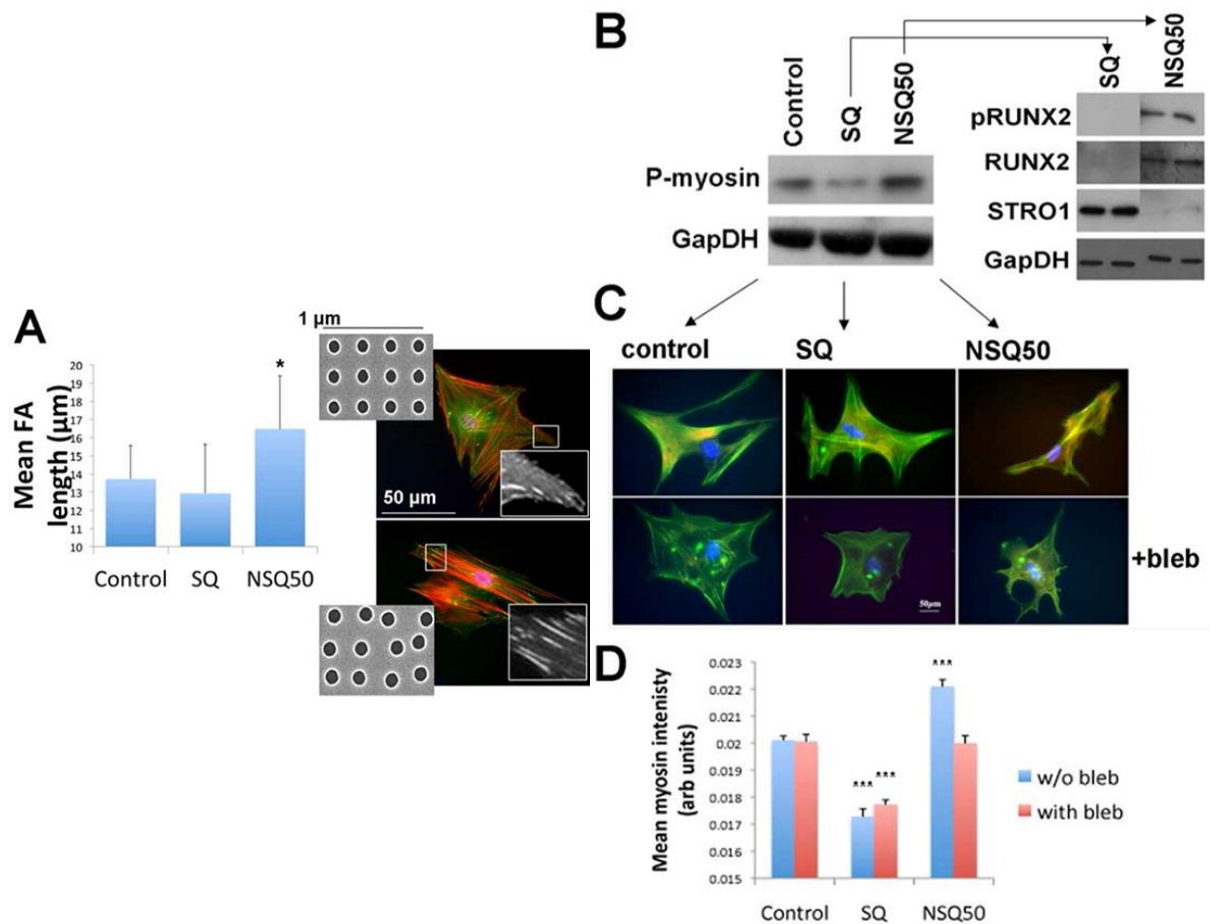 A
Mean FA
length (µm)
20
19
18
17
16
15
14
13
12
11
10
*
Control
SQ
NSQ50
1 µm
50 µm
B
Control
SQ
NSQ50
P-myosin
GapDH
SQ
NSQ50
pRUNX2
RUNX2
STRO1
GapDH
C
control
SQ
NSQ50
+bleb
50µm
D
Mean myosin intenisty
(arb units)
0.023
0.022
0.021
0.02
0.019
0.018
0.017
0.016
0.015
***
***
***
Control
SQ
NSQ50
w/o bleb
with bleb